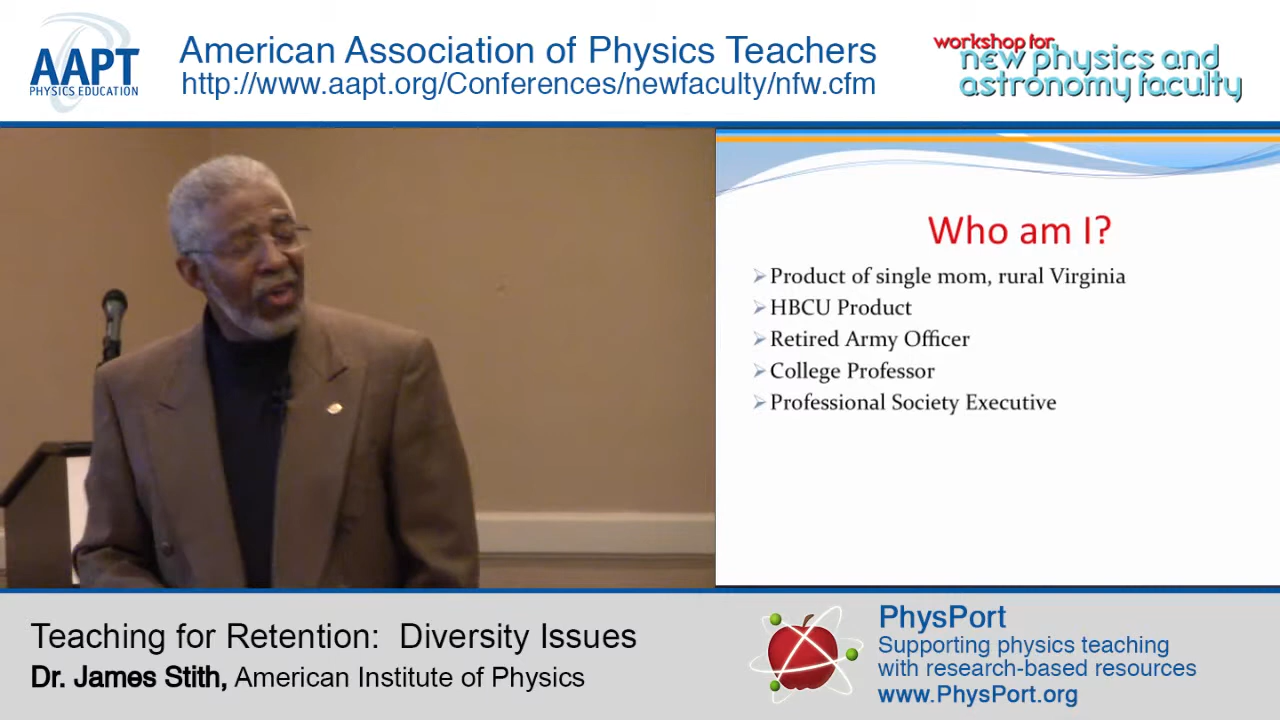 AAPT
PHYSICS EDUCATION
American Association of Physics Teachers
http://www.aapt.org/Conferences/newfaculty/nfw.cfm
workshop for
new physics and
astronomy faculty
Who am I?
Product of single mom, rural Virginia
HBCU Product
Retired Army Officer
College Professor
Professional Society Executive
Teaching for Retention: Diversity Issues
Dr. James Stith, American Institute of Physics
PhysPort
Supporting physics teaching
with research-based resources
www.PhysPort.org